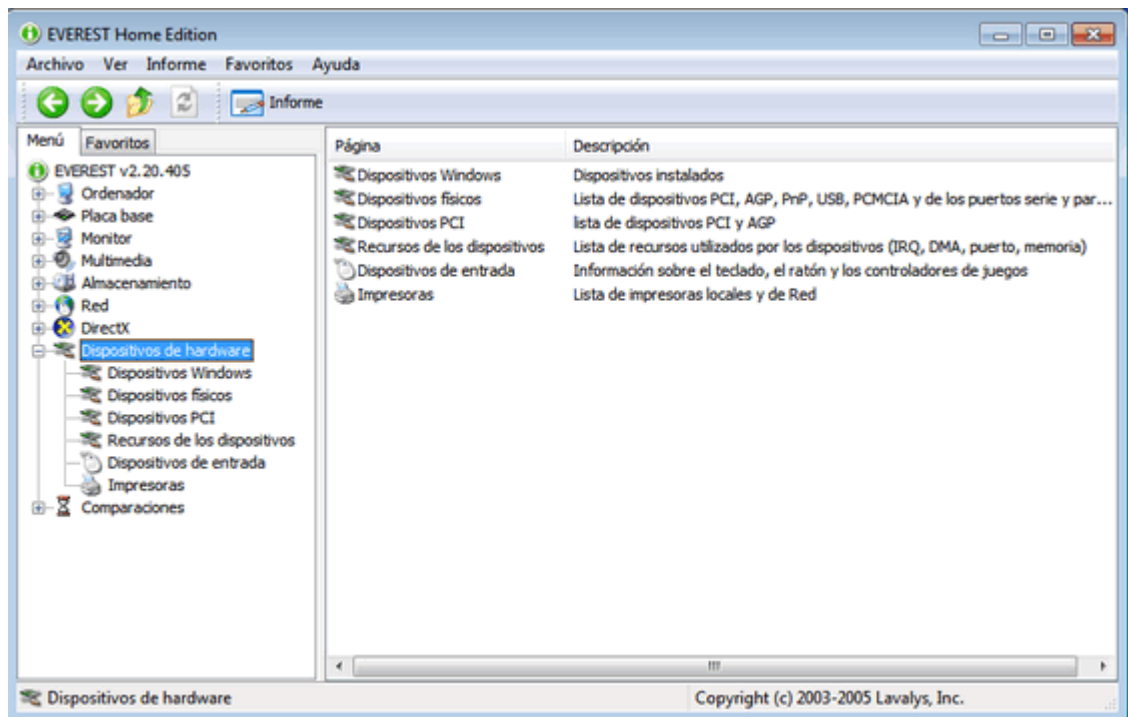 EVEREST Home Edition
Archivo Ver Informe Favoritos Ayuda
Informe
Menú Favoritos
EVEREST v2.20.405
Ordenador
Placa base
Monitor
Multimedia
Almacenamiento
Red
DirectX
Dispositivos de hardware
Dispositivos Windows
Dispositivos físicos
Dispositivos PCI
Recursos de los dispositivos
Dispositivos de entrada
Impresoras
Comparaciones
Página Descripción
Dispositivos Windows Dispositivos instalados
Dispositivos físicos Lista de dispositivos PCI, AGP, PnP, USB, PCMCIA y de los puertos serie y par...
Dispositivos PCI lista de dispositivos PCI y AGP
Recursos de los dispositivos Lista de recursos utilizados por los dispositivos (IRQ, DMA, puerto, memoria)
Dispositivos de entrada Información sobre el teclado, el ratón y los controladores de juegos
Impresoras Lista de impresoras locales y de Red
Dispositivos de hardware Copyright (c) 2003-2005 Lavalys, Inc.